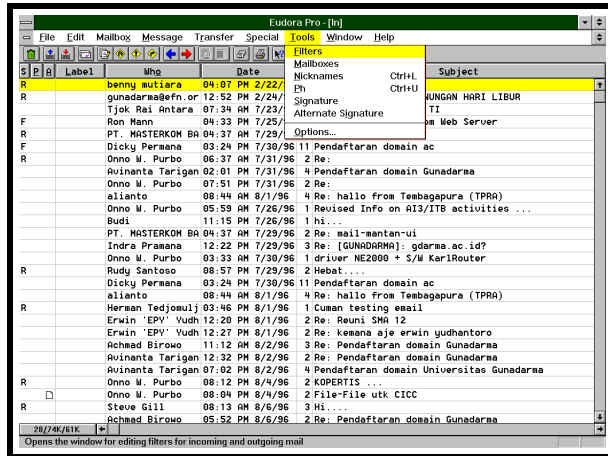 Eudora Pro - [In]
File Edit Mailbox Message Transfer Special Tools Window Help
Filters
Mailboxes
Nicknames Ctrl+L
Ph Ctrl+U
Signature
Alternate Signature
Options...
S P A Label Who Date Subject
R benny mutiara 04:07 PM 2/22/
R gunadarma@efn.or 12:52 PM 2/24/ NUNGAN HARI LIBUR
Tjok Rai Antara 07:34 AM 7/23/ TI
F Ron Mann 04:33 PM 7/25/ om Web Server
R PT. MASTERKOM BA 04:37 AM 7/29/
F Dicky Permana 03:24 PM 7/30/96 11 Pendaftaran domain ac
R Onno W. Purbo 06:37 AM 7/31/96 2 Re:
Avinanta Tarigan 02:01 PM 7/31/96 4 Pendaftaran domain Gunadarma
Onno W. Purbo 07:51 PM 7/31/96 2 Re:
alianto 08:44 AM 8/1/96 4 Re: hallo from Tembagapura (TPRA)
Onno W. Purbo 05:59 AM 7/26/96 1 Revised Info on AI3/ITB activities ...
Budi 11:15 PM 7/26/96 1 hi...
PT. MASTERKOM BA 04:37 AM 7/29/96 2 Re: mail-mantan-ui
Indra Pramana 12:22 PM 7/29/96 3 Re: [GUNADARMA]: gdarma.ac.id?
Onno W. Purbo 03:33 AM 7/30/96 1 driver NE2000 + S/W KarlRouter
R Rudy Santoso 08:57 PM 7/29/96 2 Hebat....
Dicky Permana 03:24 PM 7/30/96 11 Pendaftaran domain ac
alianto 08:44 AM 8/1/96 4 Re: hallo from Tembagapura (TPRA)
R Herman Tedjomulj 03:46 PM 8/1/96 1 Cuman testing email
Erwin 'EPY' Yudh 12:20 PM 8/1/96 2 Re: Reuni SMA 12
Erwin 'EPY' Yudh 12:27 PM 8/1/96 2 Re: kemana aje erwin yudhantoro
Achmad Birowo 11:12 AM 8/2/96 3 Re: Pendaftaran domain Gunadarma
Avinanta Tarigan 12:32 PM 8/2/96 2 Re: Pendaftaran domain Gunadarma
Avinanta Tarigan 07:02 PM 8/2/96 4 Pendaftaran domain Universitas Gunadarma
R Onno W. Purbo 08:12 PM 8/4/96 2 KOPERTIS ...
Onno W. Purbo 08:04 PM 8/4/96 2 File-File utk CICC
R Steve Gill 08:13 AM 8/6/96 3 Hi....
Achmad Birowo 05:52 PM 8/6/96 2 Re: Pendaftaran domain Gunadarma
28/74K/61K
Opens the window for editing filters for incoming and outgoing mail